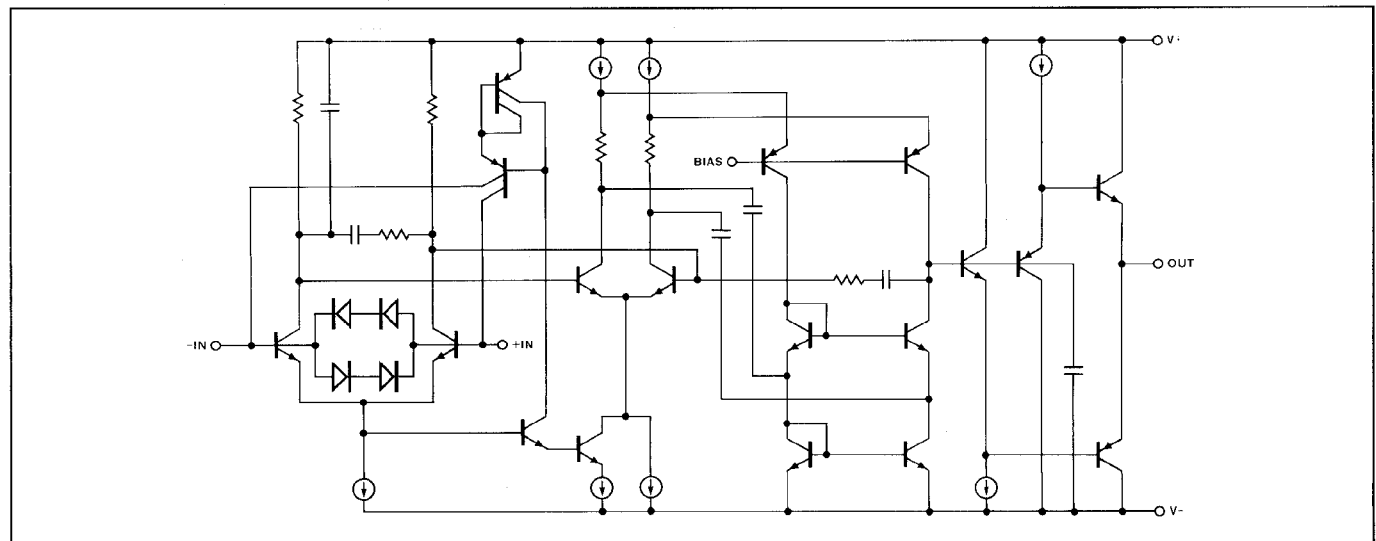 V+
BIAS
OUT
-IN
+IN
V-